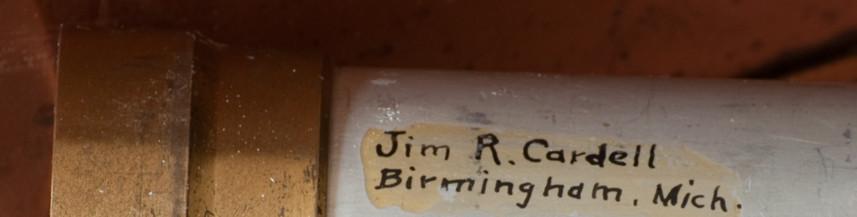 Jim R. Cardell
Birmingham, Mich.